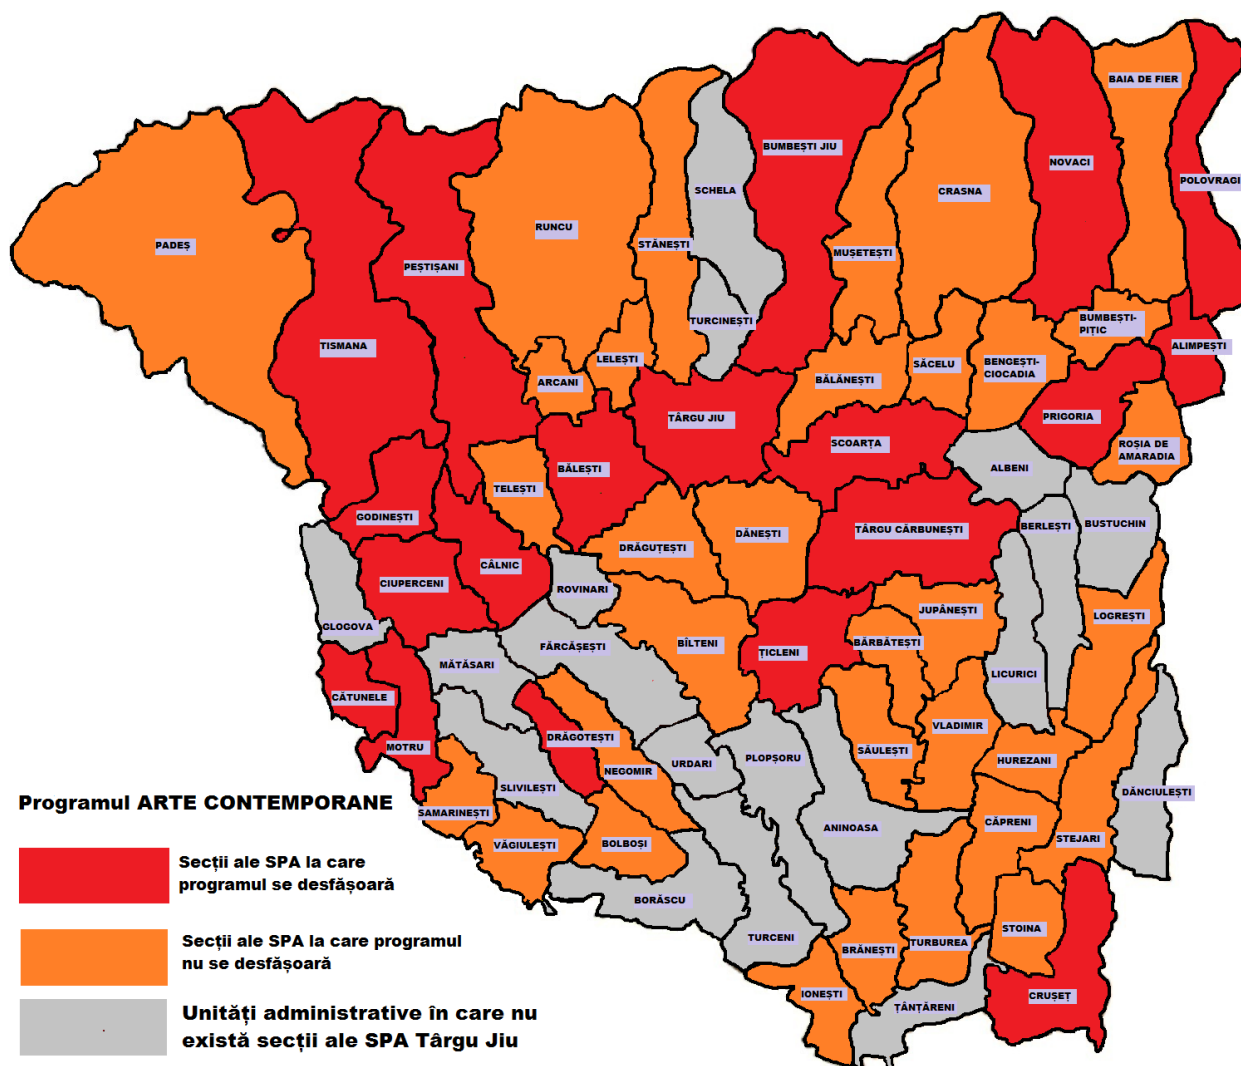 BAIA DE FIER
BUMBEȘTI JIU
NOVACI
POLOVRAGI
SCHELA
CRASNA
RUNCU
PADEȘ
STĂNEȘTI
MUȘETEȘTI
PEȘTIȘANI
TURCINEȘTI
BUMBEȘTI-
PIȚIC
TISMANA
ALIMPEȘTI
LELEȘTI
SĂCELU
BENGEȘTI-
CIOCADIA
ARCANI
BĂLĂNEȘTI
TÂRGU JIU
PRIGORIA
SCOARȚA
ROȘIA DE
AMARADIA
BĂLEȘTI
ALBENI
TELEȘTI
GODINEȘTI
TÂRGU CĂRBUNEȘTI
BERLEȘTI
BUSTUCHIN
DĂNEȘTI
DRĂGUȚEȘTI
CÂLNIC
CIUPERCENI
ROVINARI
JUPÂNEȘTI
LOGREȘTI
GLOGOVA
FĂRCĂȘEȘTI
BÎLTENI
BĂRBĂTEȘTI
ȚICLENI
MĂTĂSARI
LICURICI
CĂTUNELE
VLADIMIR
DRĂGOTEȘTI
MOTRU
SĂULEȘTI
PLOPȘORU
URDARI
HUREZANI
NEGOMIR
SLIVILEȘTI
DĂNCIULEȘTI
Programul ARTE CONTEMPORANE
SAMARINEȘTI
ANINOASA
CĂPRENI
STEJARI
VĂGIULEȘTI
BOLBOȘI
Secții ale SPA la care
programul se desfășoară
BORĂSCU
STOINA
TURCENI
BRĂNEȘTI
TURBUREA
Secții ale SPA la care programul
nu se desfășoară
IONEȘTI
CRUȘEȚ
ȚÂNȚĂRENI
Unități administrative în care nu
există secții ale SPA Târgu Jiu